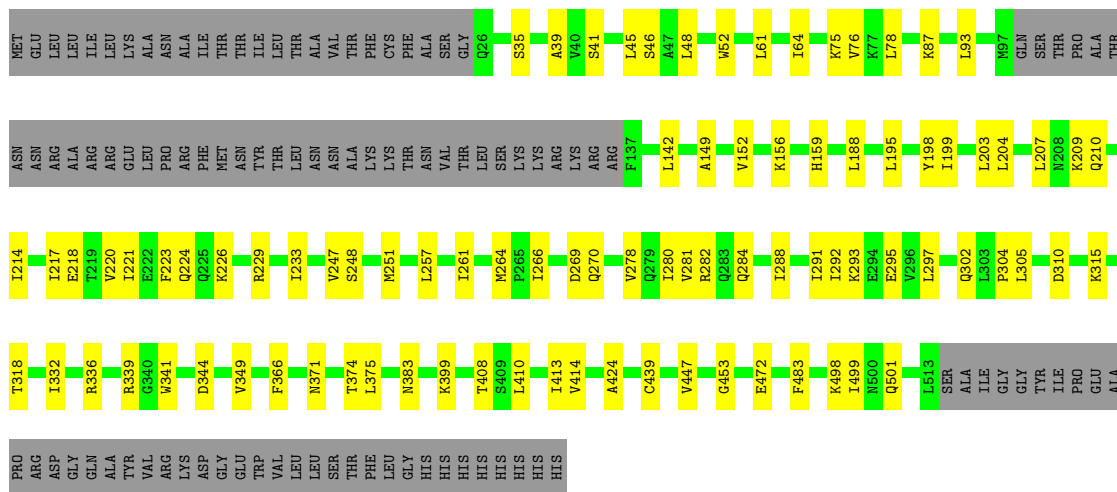 MET GLU LEU LEU ILE LEU LYS ALA ASN ALA ILE THR THR ILE LEU THR ALA VAL THR PHE CYS PHE ALA SER GLY Q26 S35 A39 V40 S41 L45 S46 A47 L48 W52 L61 I64 K75 V76 K77 L78 K87 L93 M97 GLN SER THR PRO ALA THR
ASN ASN ARG ALA ARG ARG GLU LEU PRO ARG PHE MET ASN TYR THR LEU ASN ASN ALA LYS LYS THR ASN VAL THR LEU SER LYS LYS ARG LYS ARG ARG F137 L142 A149 V152 K156 H159 L188 L195 Y198 I199 L203 L204 L207 N208 K209 Q210
I214 I217 E218 T219 V220 I221 E222 F223 Q224 Q225 K226 R229 I233 V247 S248 M251 L257 I261 M264 P265 I266 D269 Q270 V278 Q279 I280 V281 R282 Q283 Q284 I288 I291 I292 K293 E294 E295 V296 L297 Q302 L303 P304 L305 D310 K315
T318 I332 R336 R339 G340 W341 D344 V349 F366 N371 T374 L375 N383 K399 T408 S409 L410 I413 V414 A424 C439 V447 G453 E472 F483 K498 I499 N500 Q501 L513 SER ALA ILE GLY GLY TYR ILE PRO GLU ALA
PRO ARG ASP GLY GLN ALA TYR VAL ARG LYS ASP GLY GLU TRP VAL LEU LEU SER THR PHE LEU GLY HIS HIS HIS HIS HIS HIS